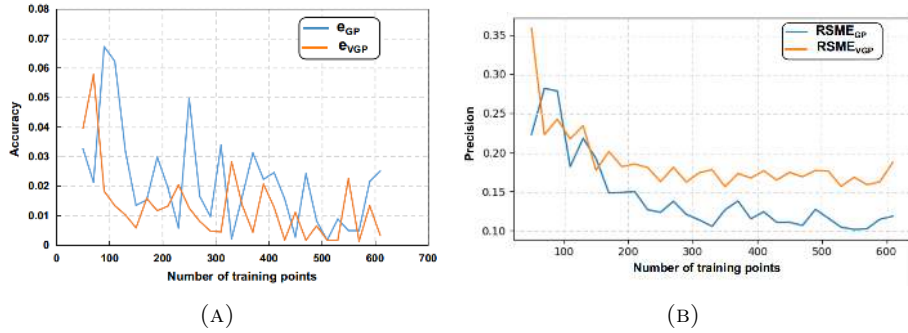 0.08
0.07
0.06
0.05
0.04
0.03
0.02
0.01
0
Accuracy
e_GP
e_VGP
0 100 200 300 400 500 600 700
Number of training points
(A)
0.35
0.30
0.25
0.20
0.15
0.10
Precision
RSME_GP
RSME_VGP
100 200 300 400 500 600
Number of training points
(B)